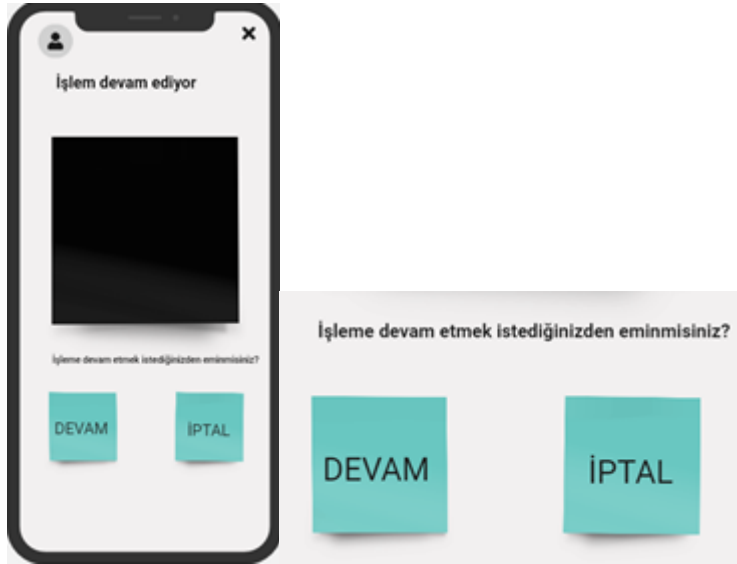 İşlem devam ediyor
İşleme devam etmek istediğinizden eminmisiniz?
DEVAM
İPTAL
İşleme devam etmek istediğinizden eminmisiniz?
DEVAM
İPTAL